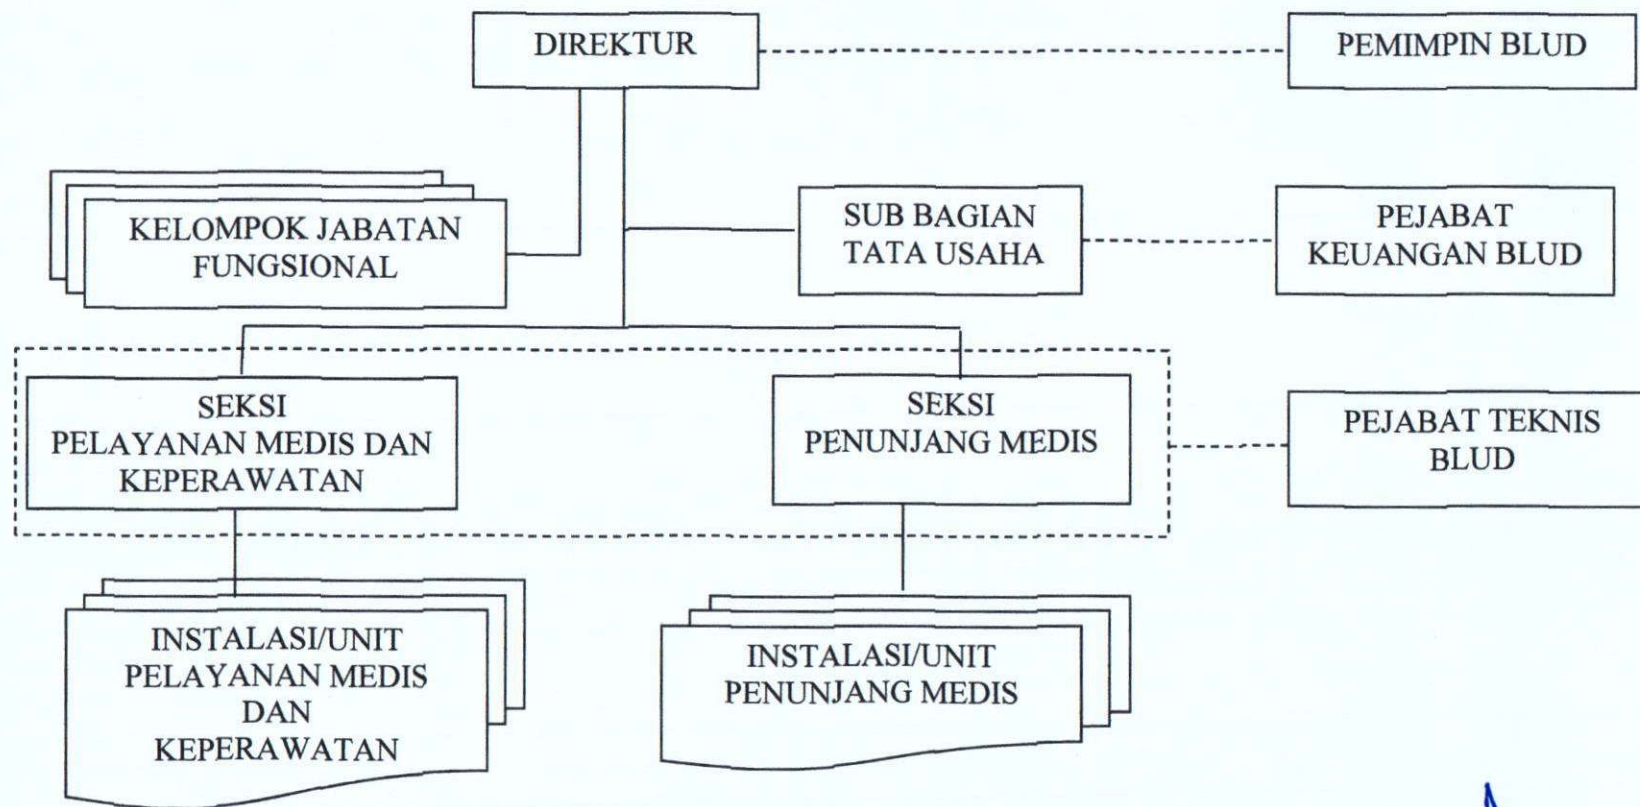 DIREKTUR
PEMIMPIN BLUD
KELOMPOK JABATAN
FUNGSIONAL
SUB BAGIAN
TATA USAHA
PEJABAT
KEUANGAN BLUD
SEKSI
PELAYANAN MEDIS DAN
KEPERAWATAN
SEKSI
PENUNJANG MEDIS
PEJABAT TEKNIS
BLUD
INSTALASI/UNIT
PELAYANAN MEDIS
DAN
KEPERAWATAN
INSTALASI/UNIT
PENUNJANG MEDIS